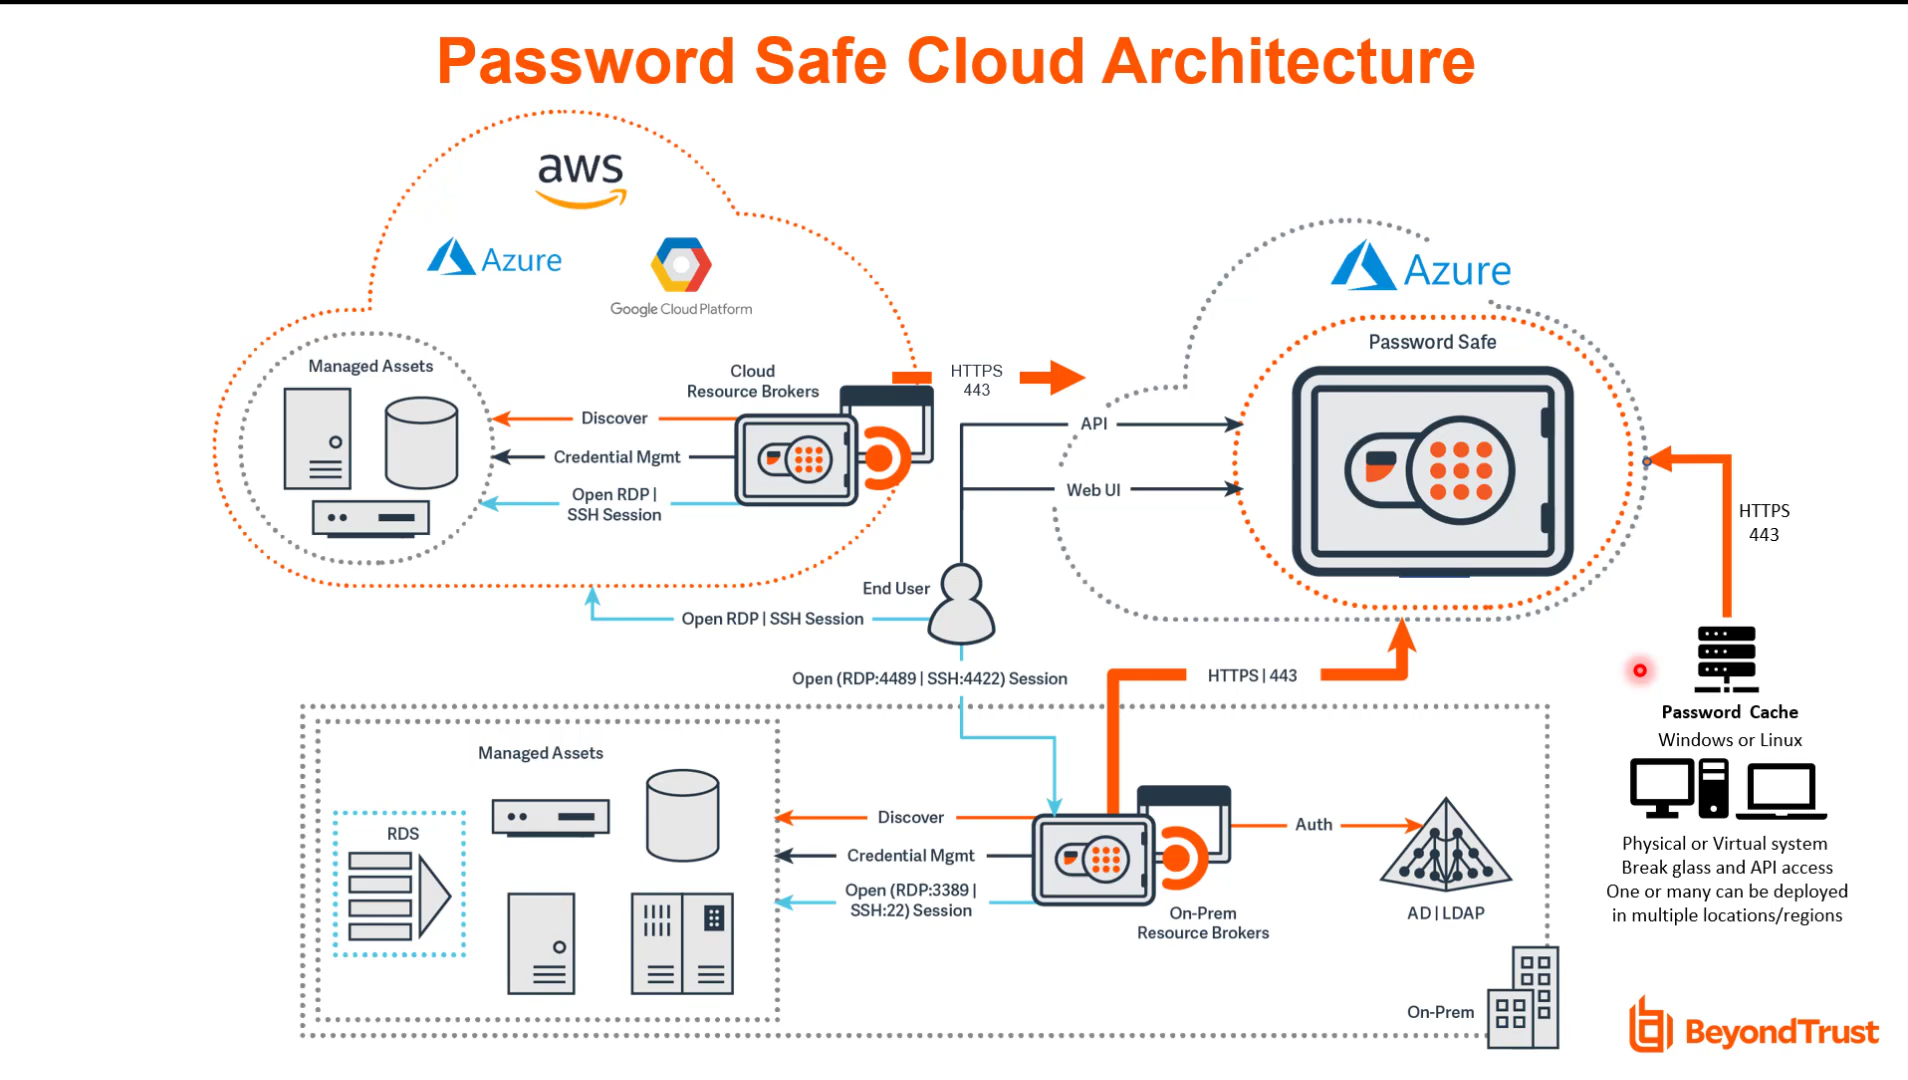 Password Safe Cloud Architecture
aws
Azure
Google Cloud Platform
Managed Assets
Cloud
Resource Brokers
Discover
Credential Mgmt
Open RDP |
SSH Session
HTTPS
443
API
Web UI
End User
Open RDP | SSH Session
Azure
Password Safe
HTTPS
443
Open (RDP:4489 | SSH:4422) Session
HTTPS | 443
Password Cache
Windows or Linux
Physical or Virtual system
Break glass and API access
One or many can be deployed
in multiple locations/regions
Managed Assets
RDS
Discover
Credential Mgmt
Open (RDP:3389 |
SSH:22) Session
On-Prem
Resource Brokers
Auth
AD | LDAP
On-Prem
BeyondTrust